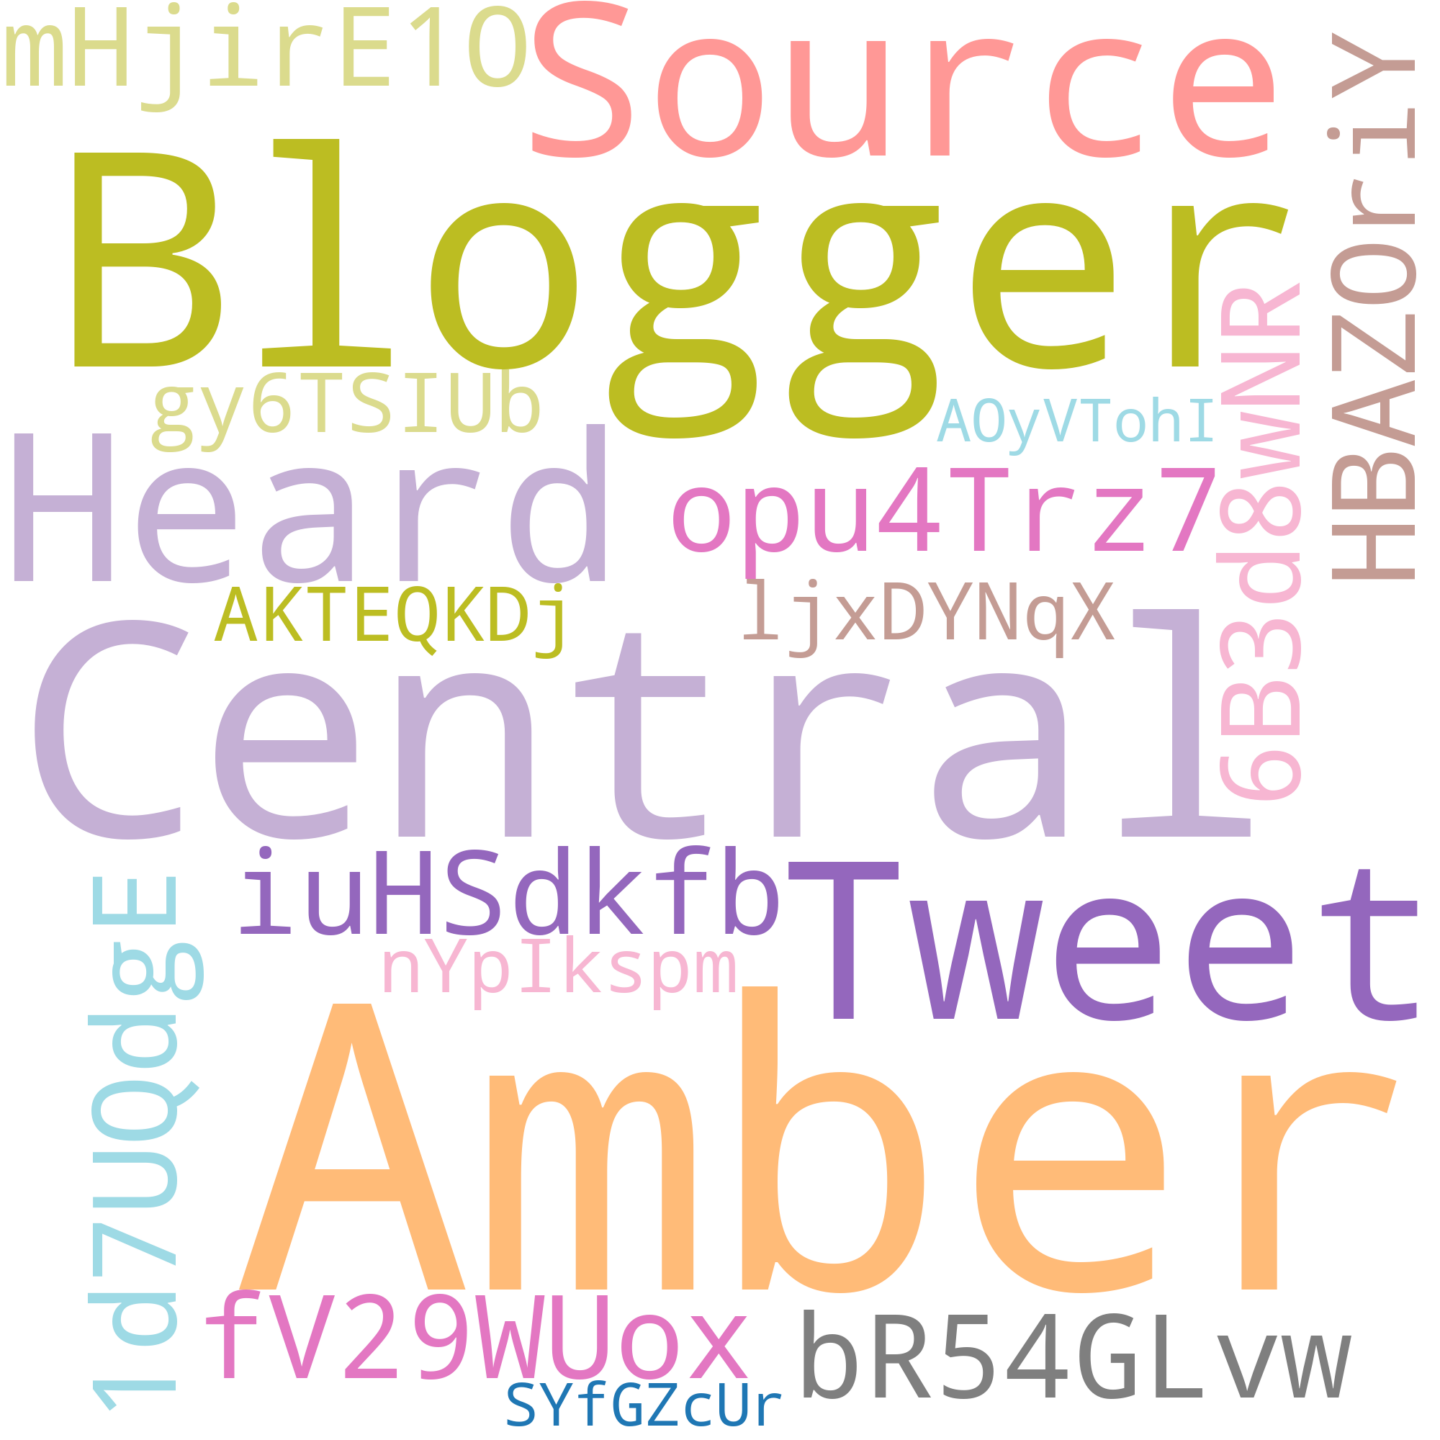 mHjirE1O
Source
HBAZOriY
Blogger
6B3d8wNR
gy6TSIUb
AOyVTohI
Heard
opu4Trz7
AKTEQKDj
ljxDYNqX
Central
iuHSdkfb
Tweet
1d7UQdgE
nYpIkspm
Amber
fV29WUox
bR54GLvw
SYfGZcUr